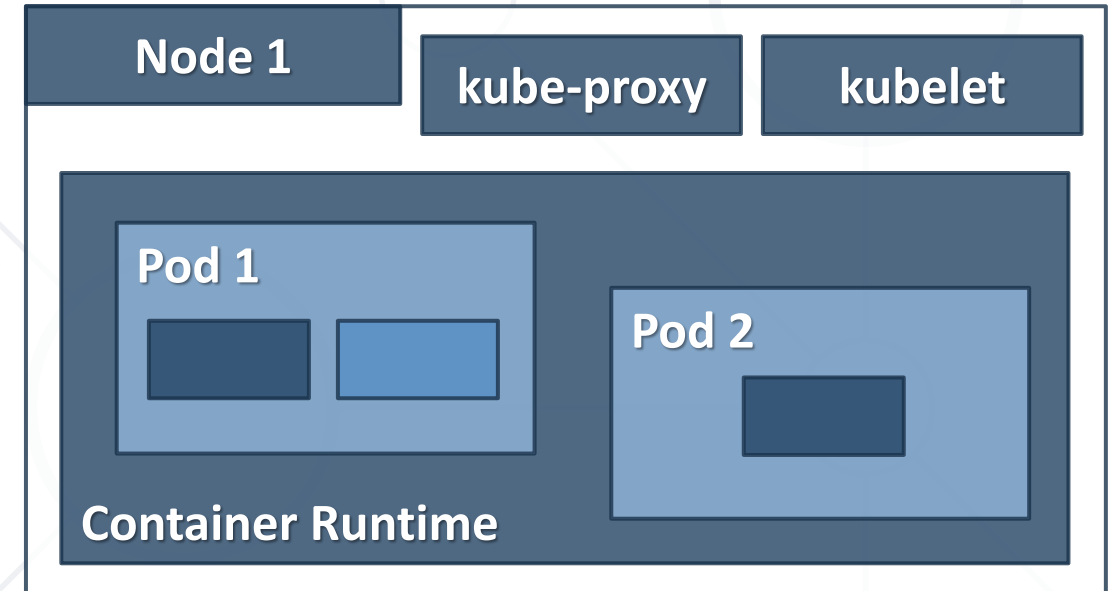 Node 1
kube-proxy
kubelet
Pod 1
Pod 2
Container Runtime